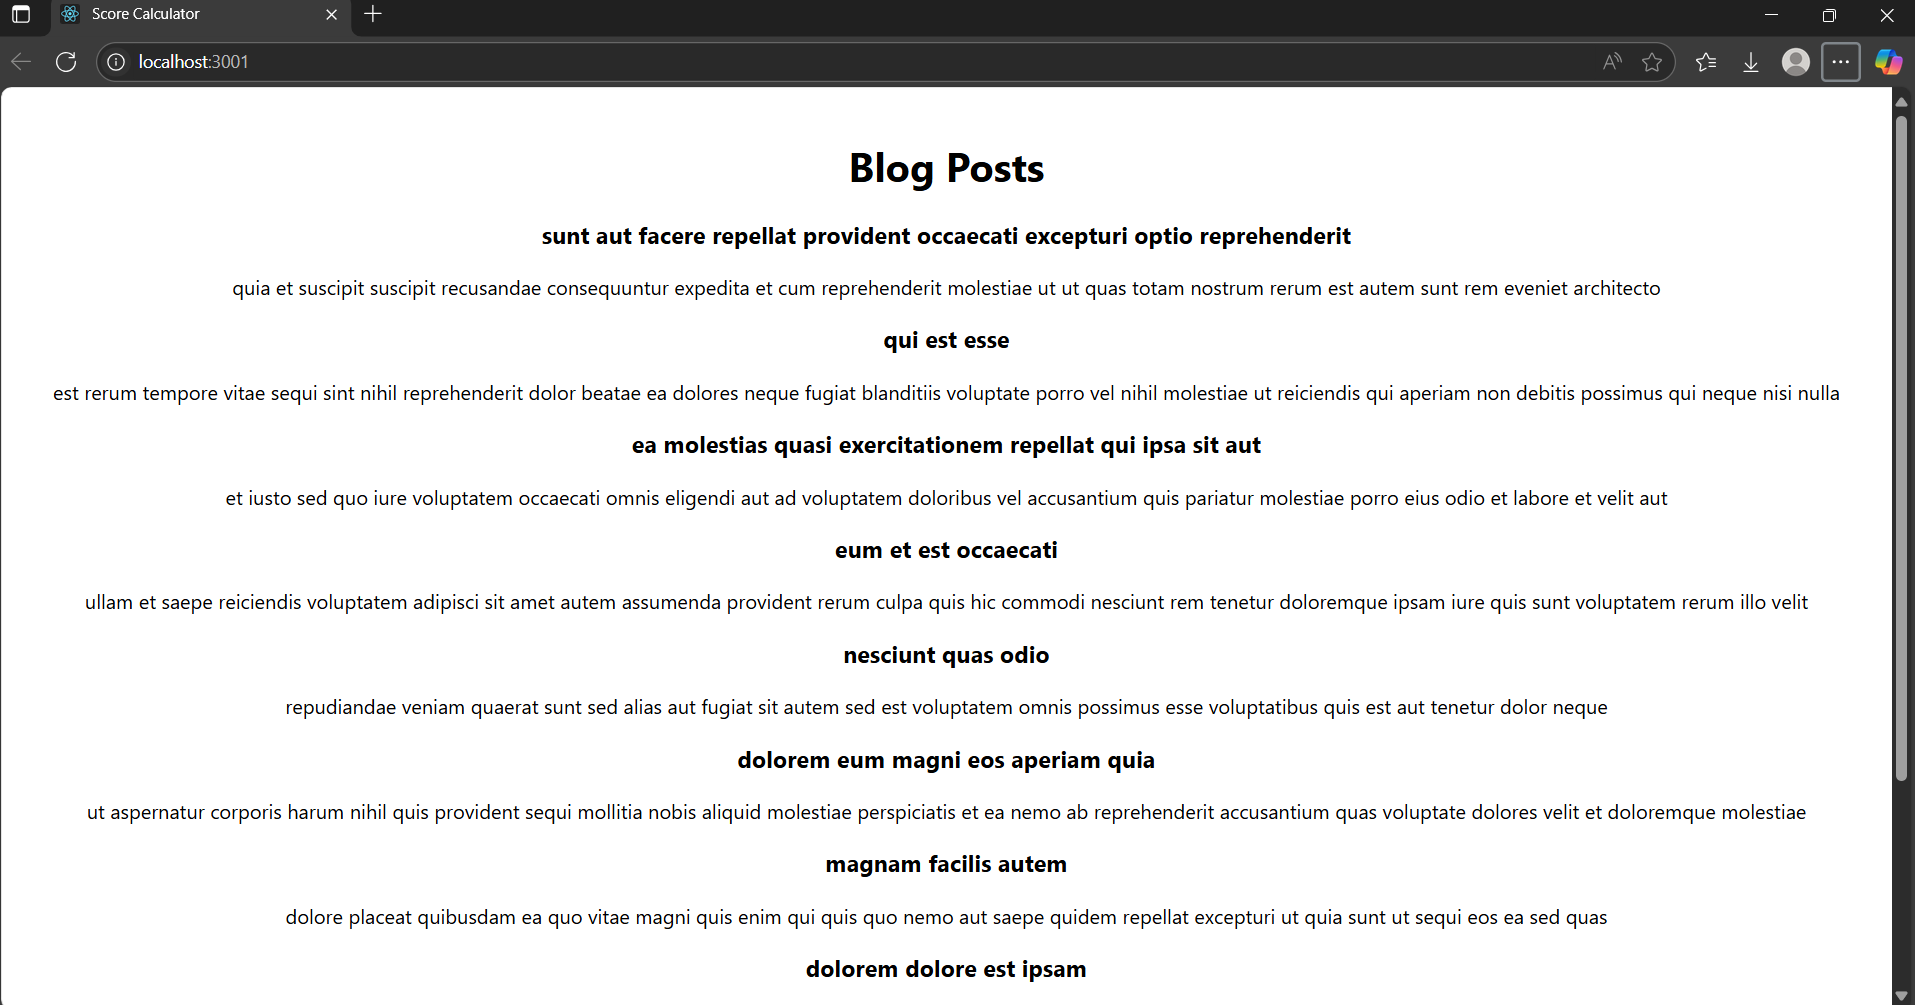 Score Calculator
localhost:3001
Blog Posts
sunt aut facere repellat provident occaecati excepturi optio reprehenderit
quia et suscipit suscipit recusandae consequuntur expedita et cum reprehenderit molestiae ut ut quas totam nostrum rerum est autem sunt rem eveniet architecto
qui est esse
est rerum tempore vitae sequi sint nihil reprehenderit dolor beatae ea dolores neque fugiat blanditiis voluptate porro vel nihil molestiae ut reiciendis qui aperiam non debitis possimus qui neque nisi nulla
ea molestias quasi exercitationem repellat qui ipsa sit aut
et iusto sed quo iure voluptatem occaecati omnis eligendi aut ad voluptatem doloribus vel accusantium quis pariatur molestiae porro eius odio et labore et velit aut
eum et est occaecati
ullam et saepe reiciendis voluptatem adipisci sit amet autem assumenda provident rerum culpa quis hic commodi nesciunt rem tenetur doloremque ipsam iure quis sunt voluptatem rerum illo velit
nesciunt quas odio
repudiandae veniam quaerat sunt sed alias aut fugiat sit autem sed est voluptatem omnis possimus esse voluptatibus quis est aut tenetur dolor neque
dolorem eum magni eos aperiam quia
ut aspernatur corporis harum nihil quis provident sequi mollitia nobis aliquid molestiae perspiciatis et ea nemo ab reprehenderit accusantium quas voluptate dolores velit et doloremque molestiae
magnam facilis autem
dolore placeat quibusdam ea quo vitae magni quis enim qui quis quo nemo aut saepe quidem repellat excepturi ut quia sunt ut sequi eos ea sed quas
dolorem dolore est ipsam